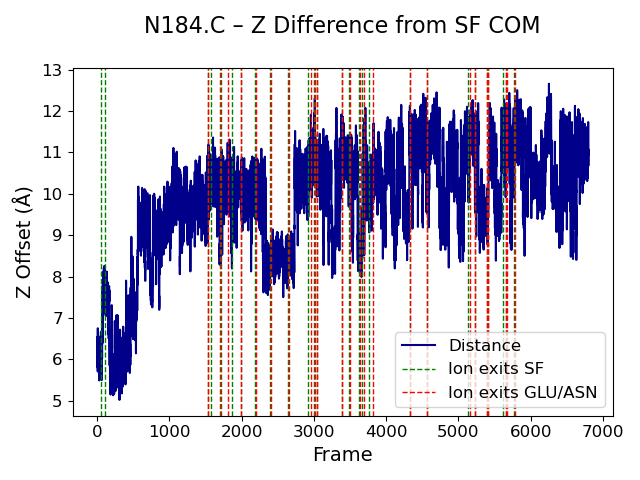 N184.C – Z Difference from SF COM
13
12
11
10
9
8
7
6
5
Z Offset (Å)
Distance
Ion exits SF
Ion exits GLU/ASN
0 1000 2000 3000 4000 5000 6000 7000
Frame